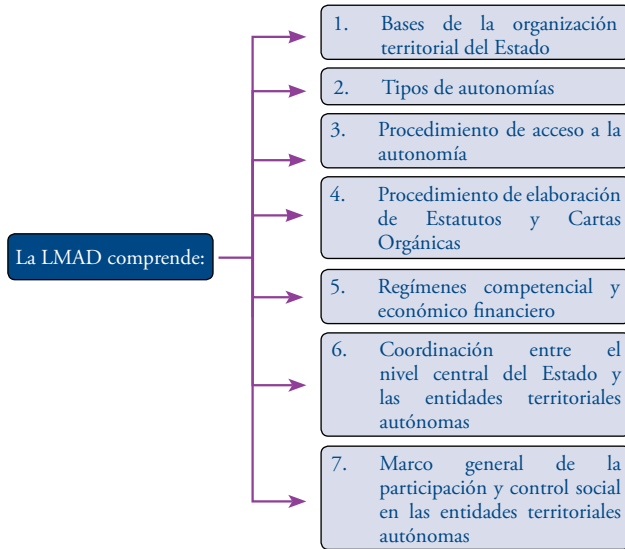 La LMAD comprende:
1. Bases de la organización
territorial del Estado
2. Tipos de autonomías
3. Procedimiento de acceso a la
autonomía
4. Procedimiento de elaboración
de Estatutos y Cartas
Orgánicas
5. Regímenes competencial y
económico financiero
6. Coordinación entre el
nivel central del Estado y
las entidades territoriales
autónomas
7. Marco general de la
participación y control social
en las entidades territoriales
autónomas